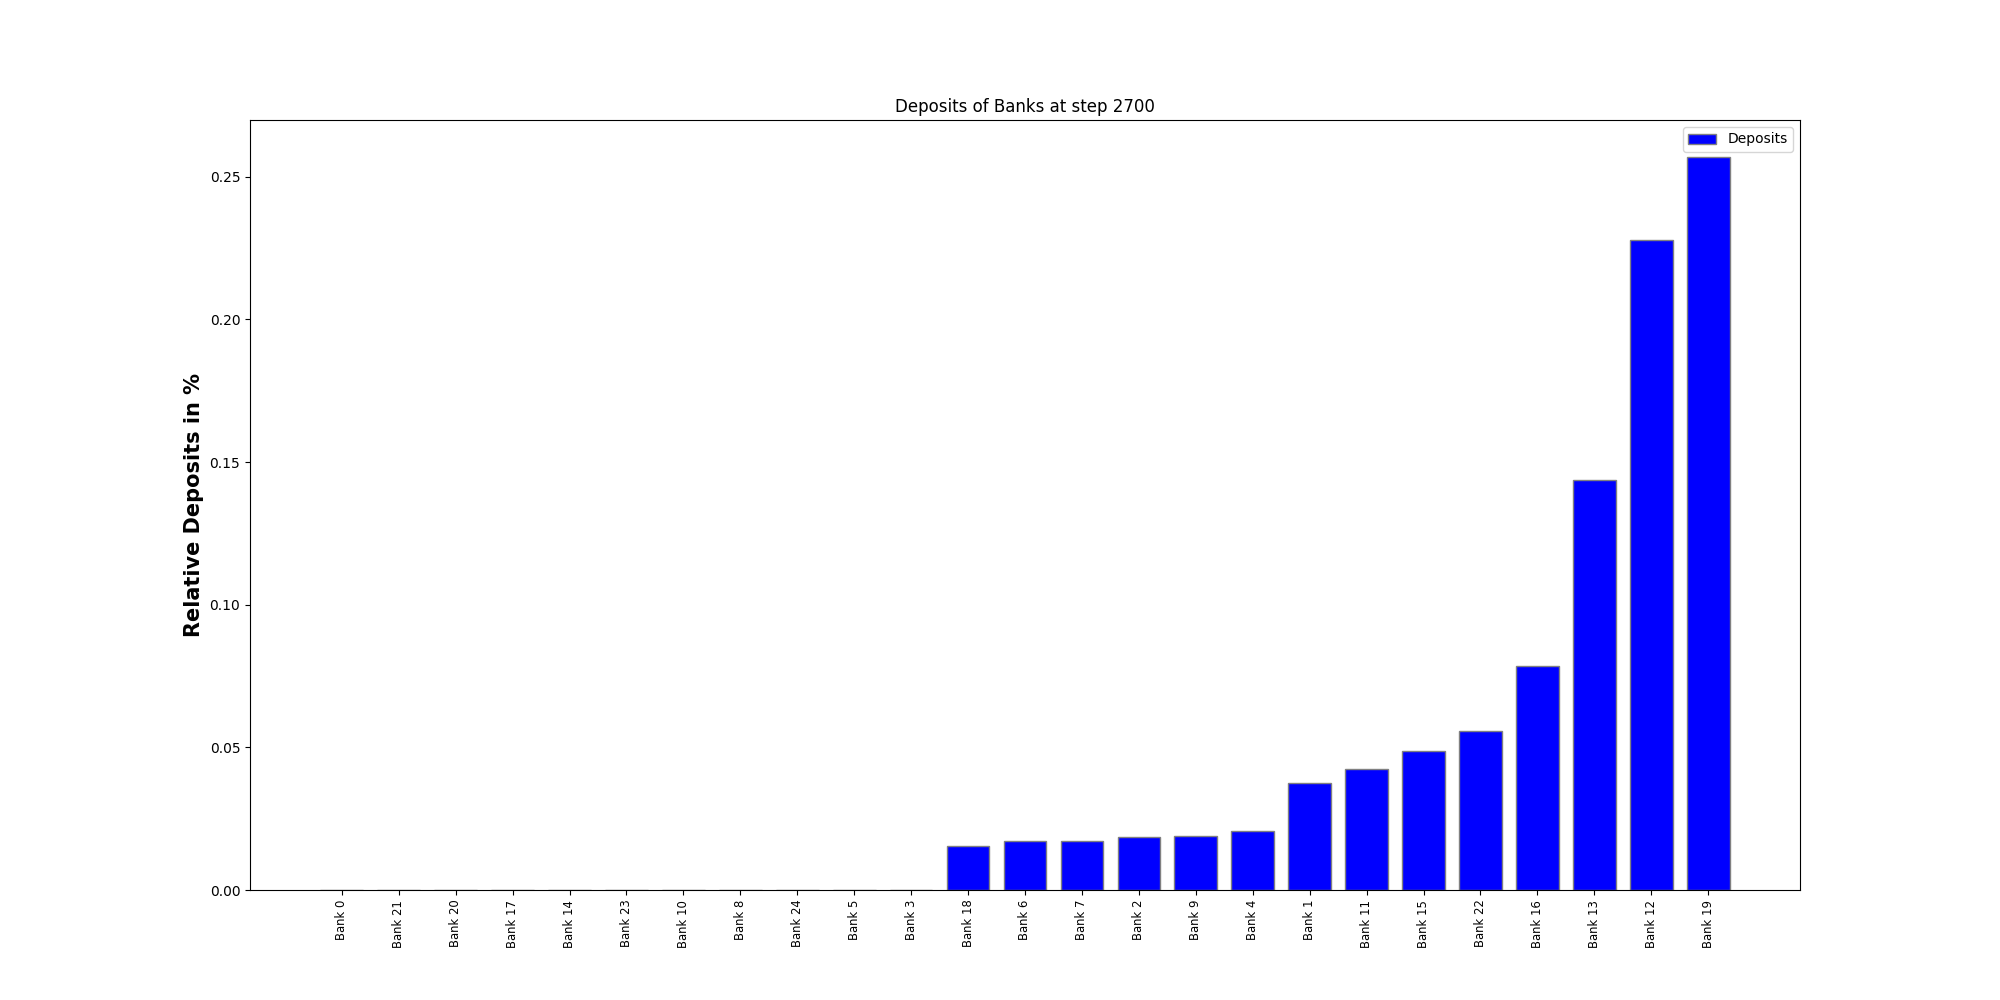 Deposits of Banks at step 2700
Deposits
Relative Deposits in %
0.25
0.20
0.15
0.10
0.05
0.00
Bank 0
Bank 21
Bank 20
Bank 17
Bank 14
Bank 23
Bank 10
Bank 8
Bank 24
Bank 5
Bank 3
Bank 18
Bank 6
Bank 7
Bank 2
Bank 9
Bank 4
Bank 1
Bank 11
Bank 15
Bank 22
Bank 16
Bank 13
Bank 12
Bank 19